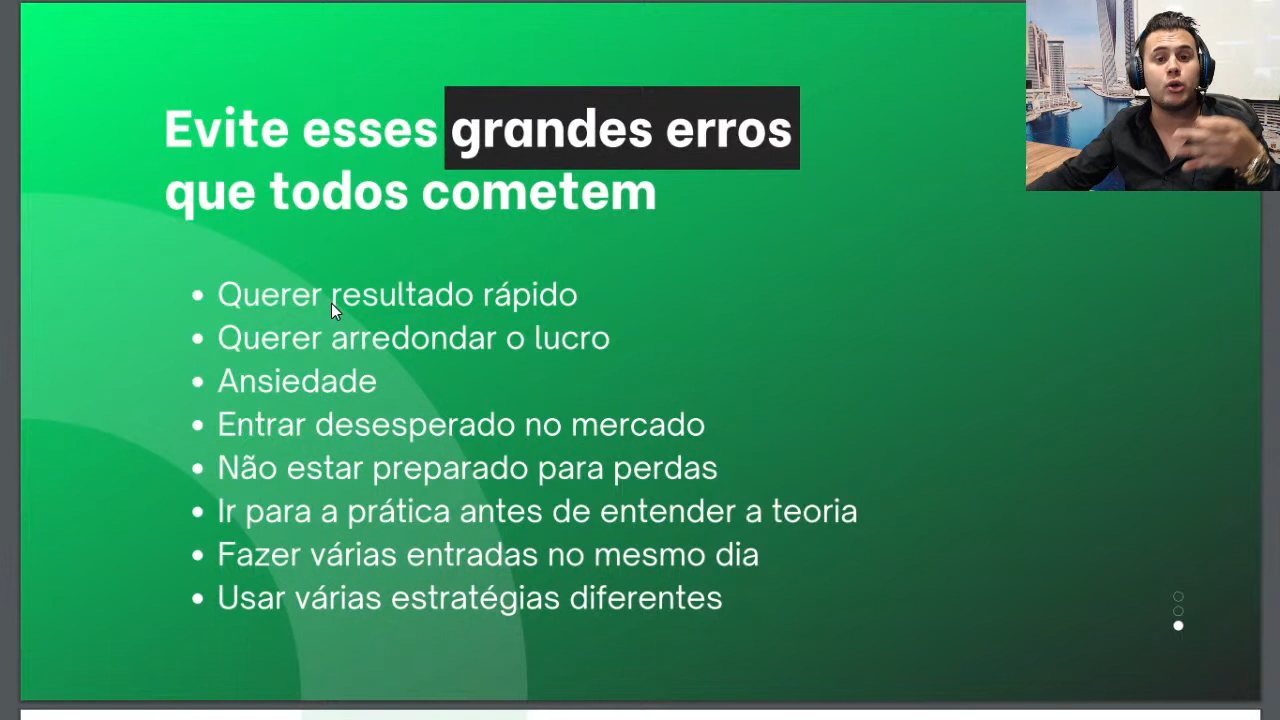 Evite esses grandes erros
que todos cometem
• Querer resultado rápido
• Querer arredondar o lucro
• Ansiedade
• Entrar desesperado no mercado
• Não estar preparado para perdas
• Ir para a prática antes de entender a teoria
• Fazer várias entradas no mesmo dia
• Usar várias estratégias diferentes